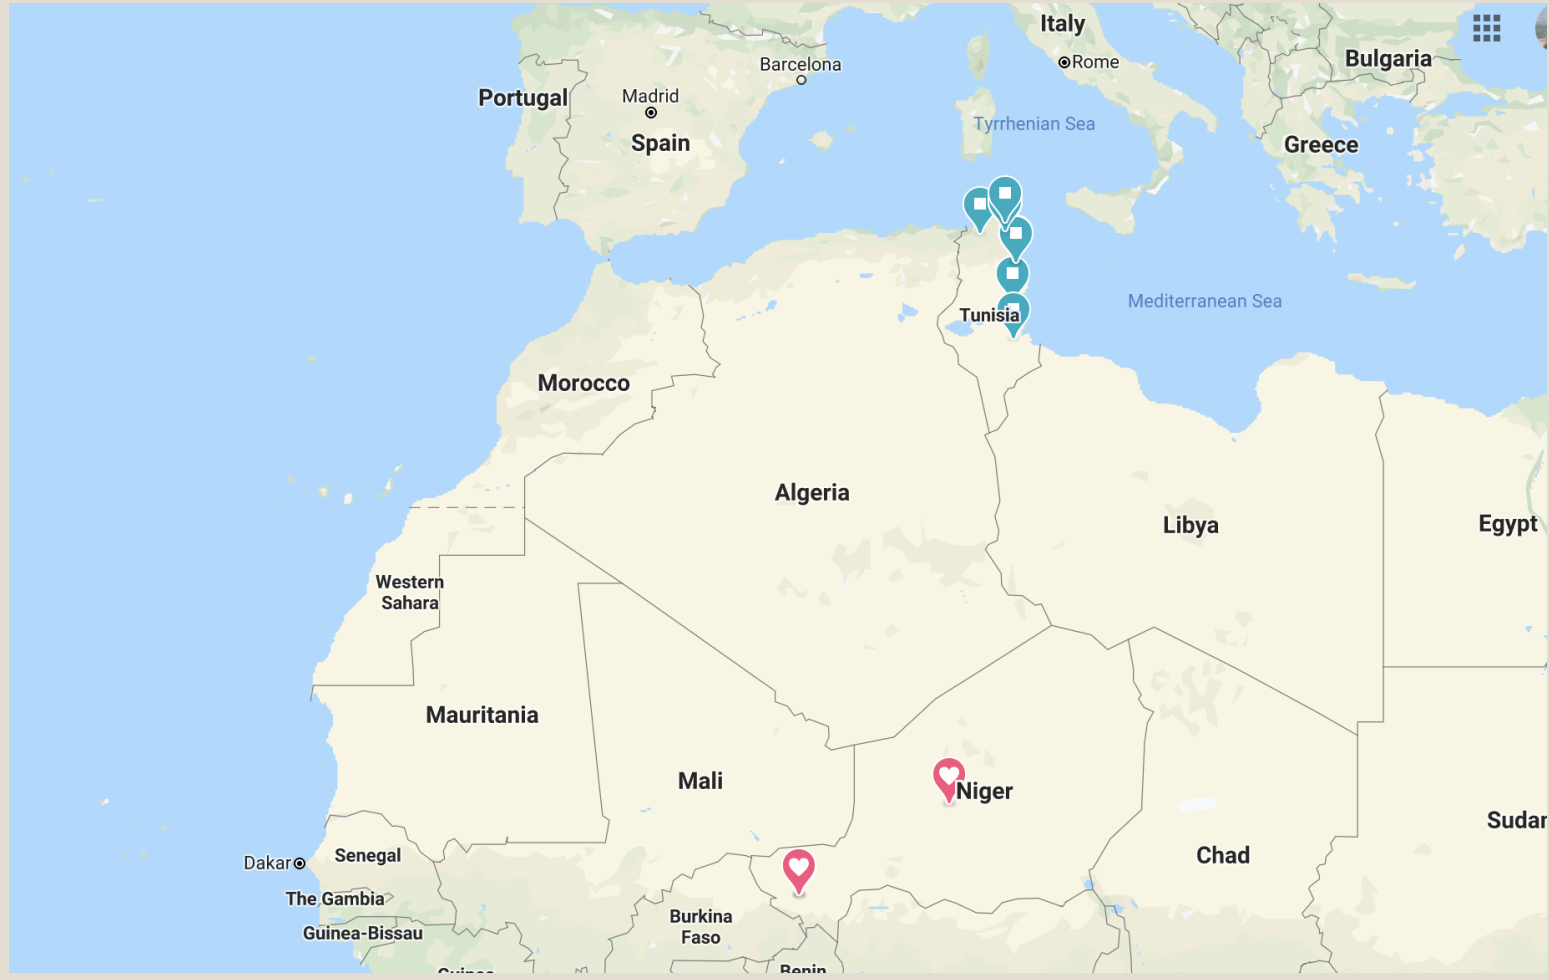 Italy
Rome
Bulgaria
Barcelona
Portugal
Madrid
Spain
Tyrrhenian Sea
Greece
Mediterranean Sea
Tunisia
Morocco
Algeria
Libya
Egypt
Western
Sahara
Mauritania
Mali
Niger
Sudan
Chad
Dakar
Senegal
The Gambia
Guinea-Bissau
Burkina
Faso
Guinea
Benin